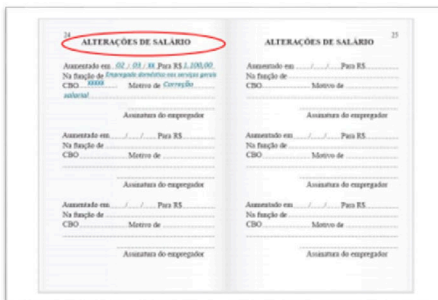 24
ALTERAÇÕES DE SALÁRIO
Aumentado em 02 / 03 / XX Para R$ 1.100,00
Na função de Empregado doméstico nos serviços gerais
CBO XXXXX Motivo de Correção
salarial
Assinatura do empregador
Aumentado em / / Para R$
Na função de
CBO Motivo de
Assinatura do empregador
Aumentado em / / Para R$
Na função de
CBO Motivo de
Assinatura do empregador
25
ALTERAÇÕES DE SALÁRIO
Aumentado em / / Para R$
Na função de
CBO Motivo de
Assinatura do empregador
Aumentado em / / Para R$
Na função de
CBO Motivo de
Assinatura do empregador
Aumentado em / / Para R$
Na função de
CBO Motivo de
Assinatura do empregador